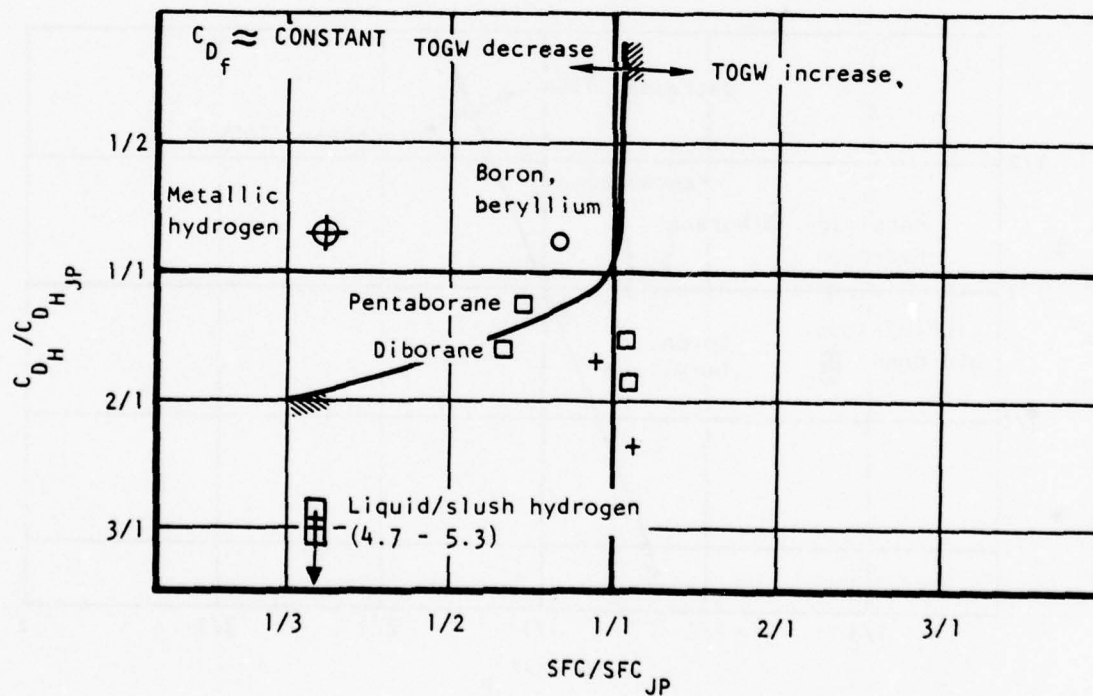 C_Df ≈ CONSTANT
TOGW decrease
TOGW increase,
1/2
Metallic
hydrogen
Boron,
beryllium
1/1
Pentaborane
Diborane
2/1
Liquid/slush hydrogen
(4.7 - 5.3)
3/1
C_DH/C_DH_JP
1/3
1/2
1/1
2/1
3/1
SFC/SFC_JP